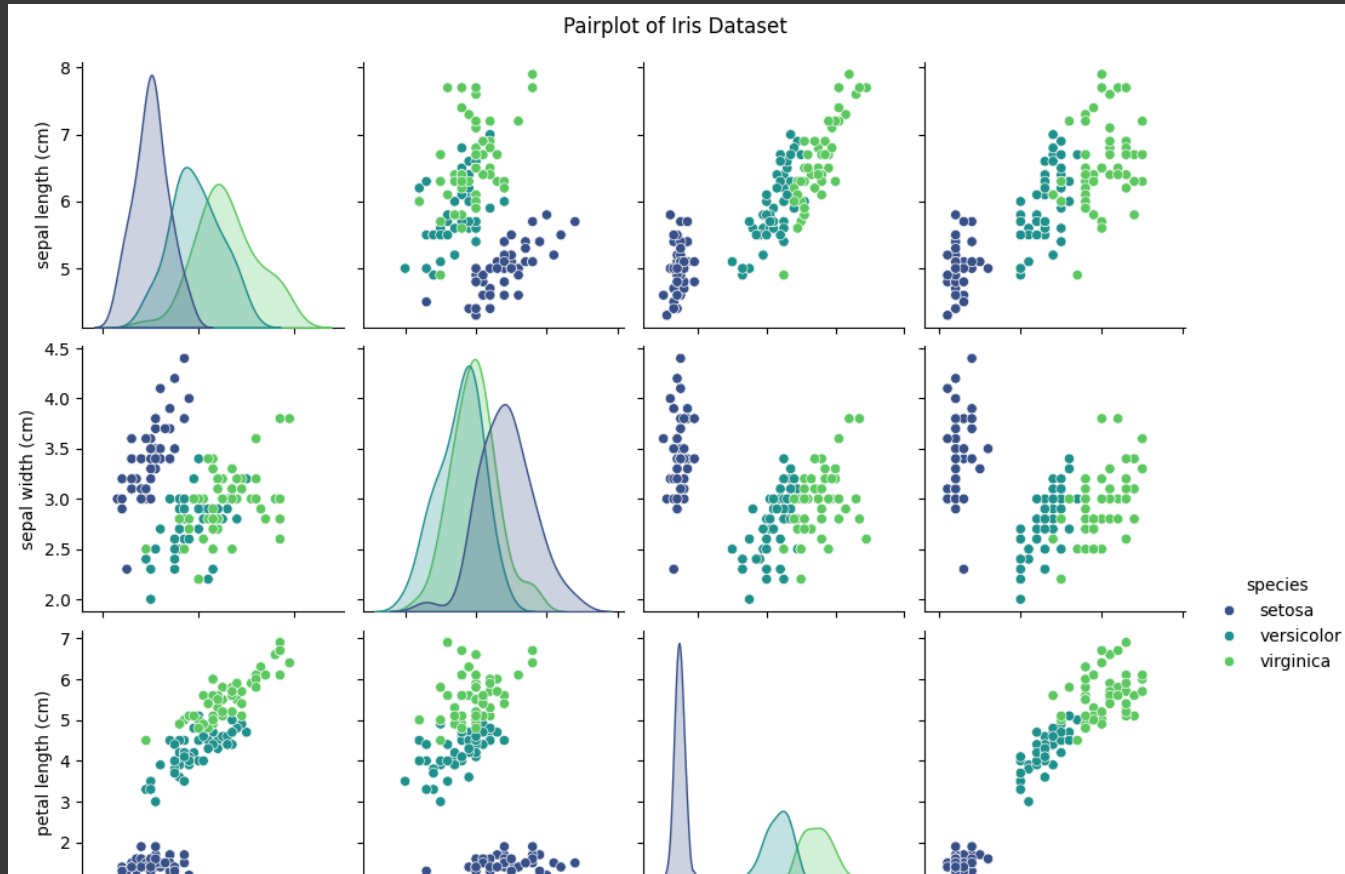 Pairplot of Iris Dataset
8
7
6
5
sepal length (cm)
4.5
4.0
3.5
3.0
2.5
2.0
sepal width (cm)
species
setosa
versicolor
virginica
7
6
5
4
3
2
petal length (cm)